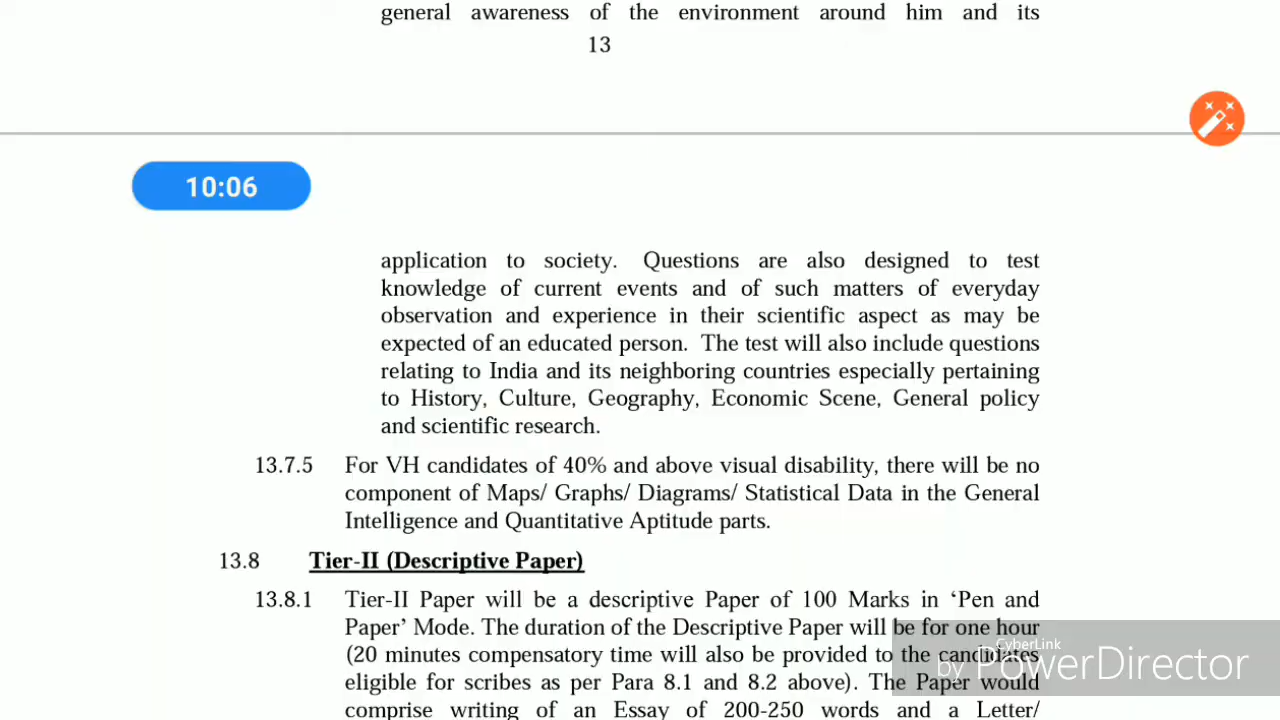 general awareness of the environment around him and its
13
10:06
application to society. Questions are also designed to test
knowledge of current events and of such matters of everyday
observation and experience in their scientific aspect as may be
expected of an educated person. The test will also include questions
relating to India and its neighboring countries especially pertaining
to History, Culture, Geography, Economic Scene, General policy
and scientific research.
13.7.5 For VH candidates of 40% and above visual disability, there will be no
component of Maps/ Graphs/ Diagrams/ Statistical Data in the General
Intelligence and Quantitative Aptitude parts.
13.8 Tier-II (Descriptive Paper)
13.8.1 Tier-II Paper will be a descriptive Paper of 100 Marks in ‘Pen and
Paper’ Mode. The duration of the Descriptive Paper will be for one hour
(20 minutes compensatory time will also be provided to the candidates
eligible for scribes as per Para 8.1 and 8.2 above). The Paper would
comprise writing of an Essay of 200-250 words and a Letter/
CyberLink
by PowerDirector